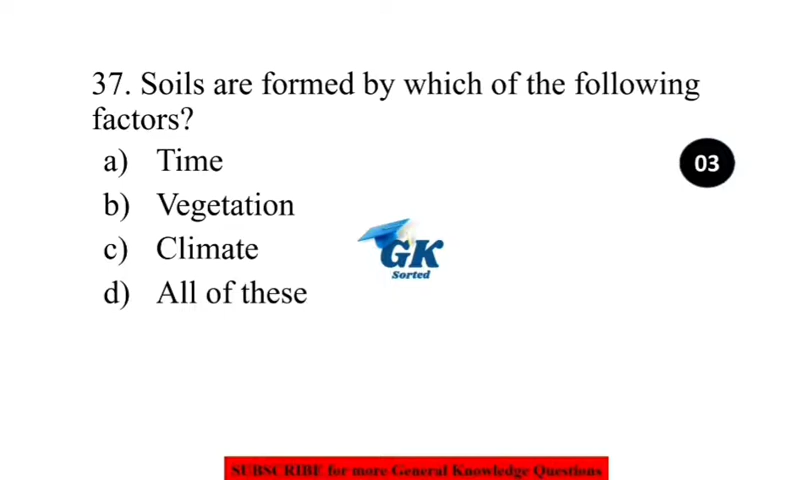 37. Soils are formed by which of the following
factors?
a) Time
03
b) Vegetation
c) Climate
GK
Sorted
d) All of these
SUBSCRIBE for more General Knowledge Questions